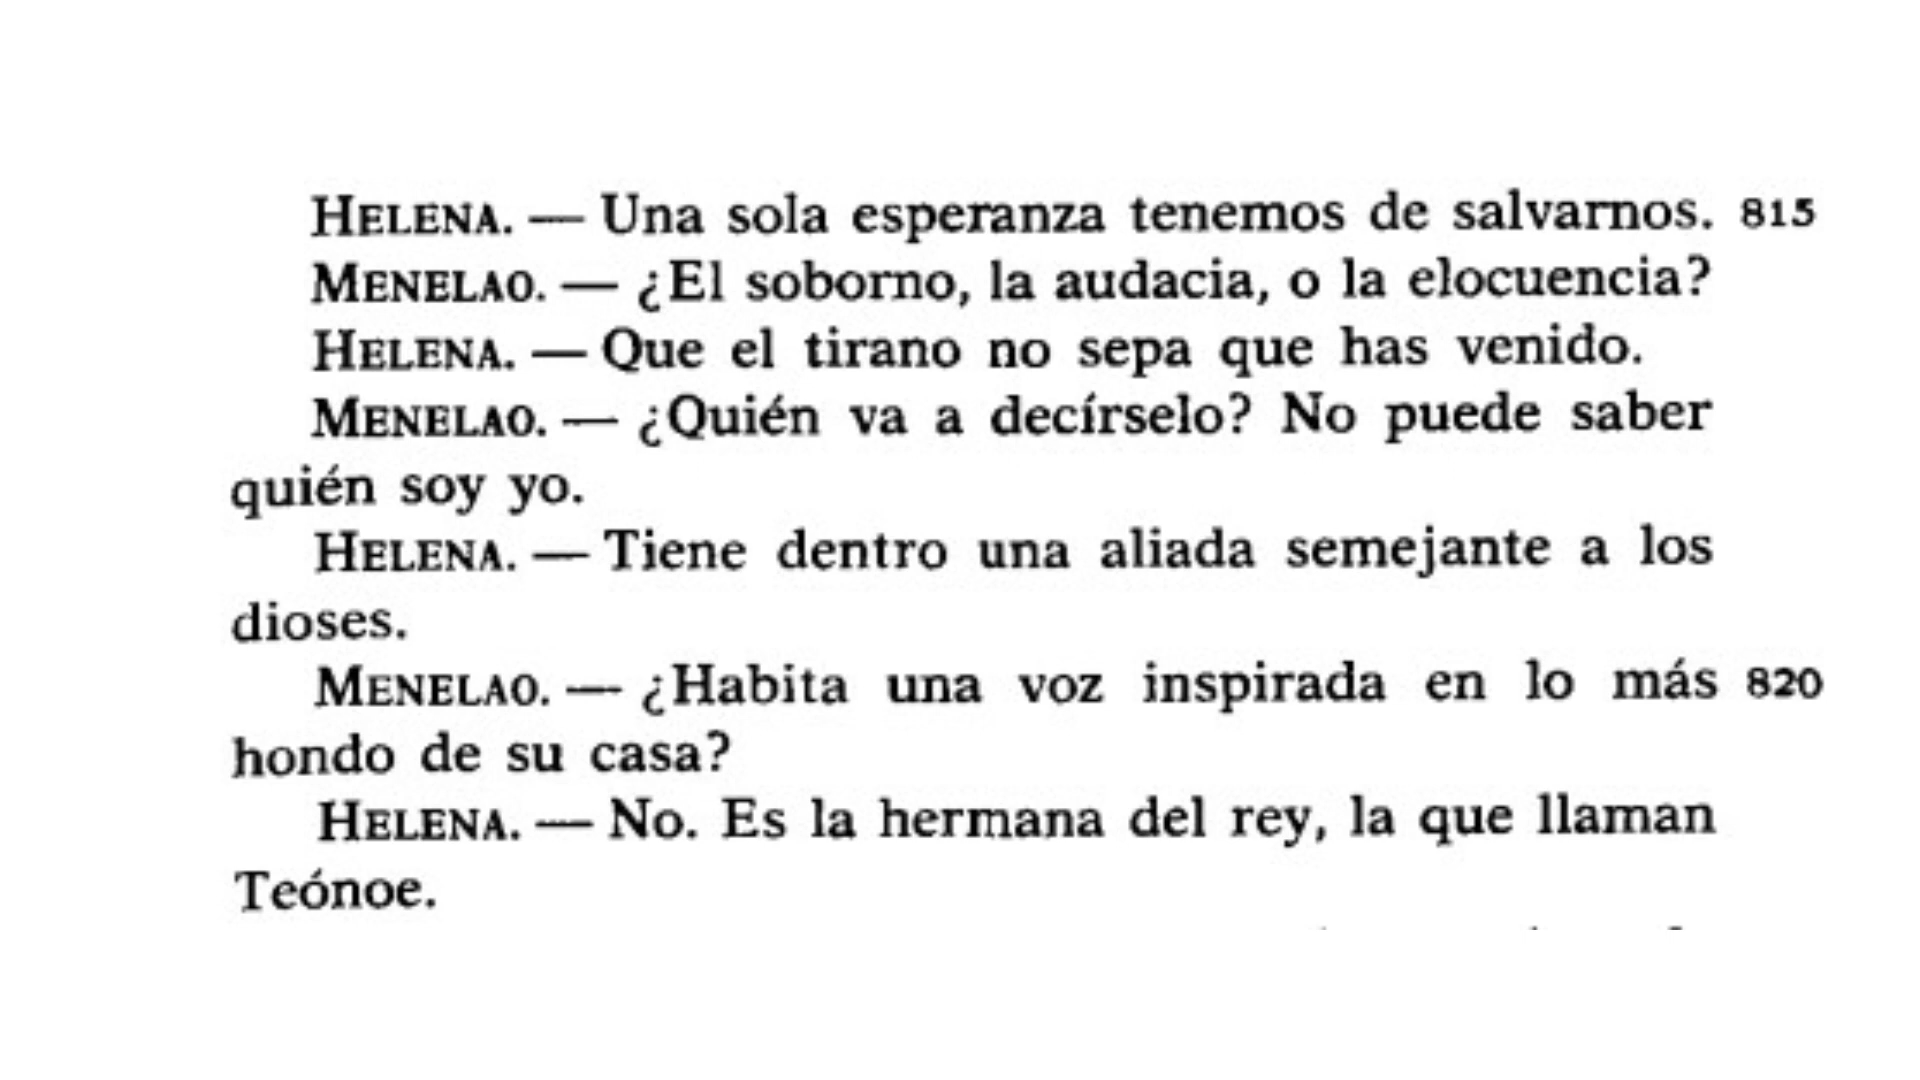 HELENA. — Una sola esperanza tenemos de salvarnos. 815
MENELAO. — ¿El soborno, la audacia, o la elocuencia?
HELENA. — Que el tirano no sepa que has venido.
MENELAO. — ¿Quién va a decírselo? No puede saber
quién soy yo.
HELENA. — Tiene dentro una aliada semejante a los
dioses.
MENELAO. — ¿Habita una voz inspirada en lo más 820
hondo de su casa?
HELENA. — No. Es la hermana del rey, la que llaman
Teónoe.